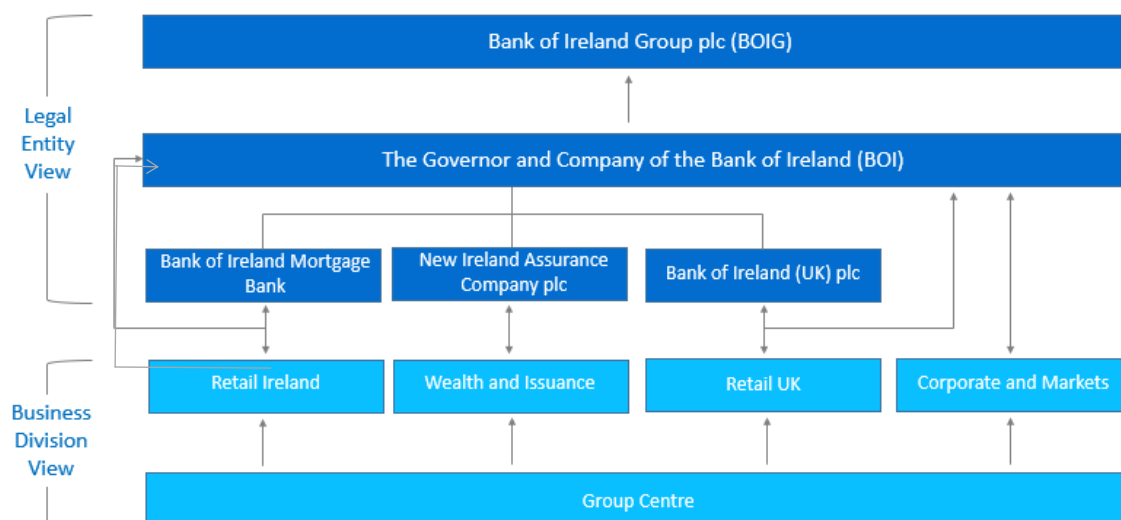 Bank of Ireland Group plc (BOIG)
Legal
Entity
View
The Governor and Company of the Bank of Ireland (BOI)
Bank of Ireland Mortgage
Bank
New Ireland Assurance
Company plc
Bank of Ireland (UK) plc
Business
Division
View
Retail Ireland
Wealth and Issuance
Retail UK
Corporate and Markets
Group Centre